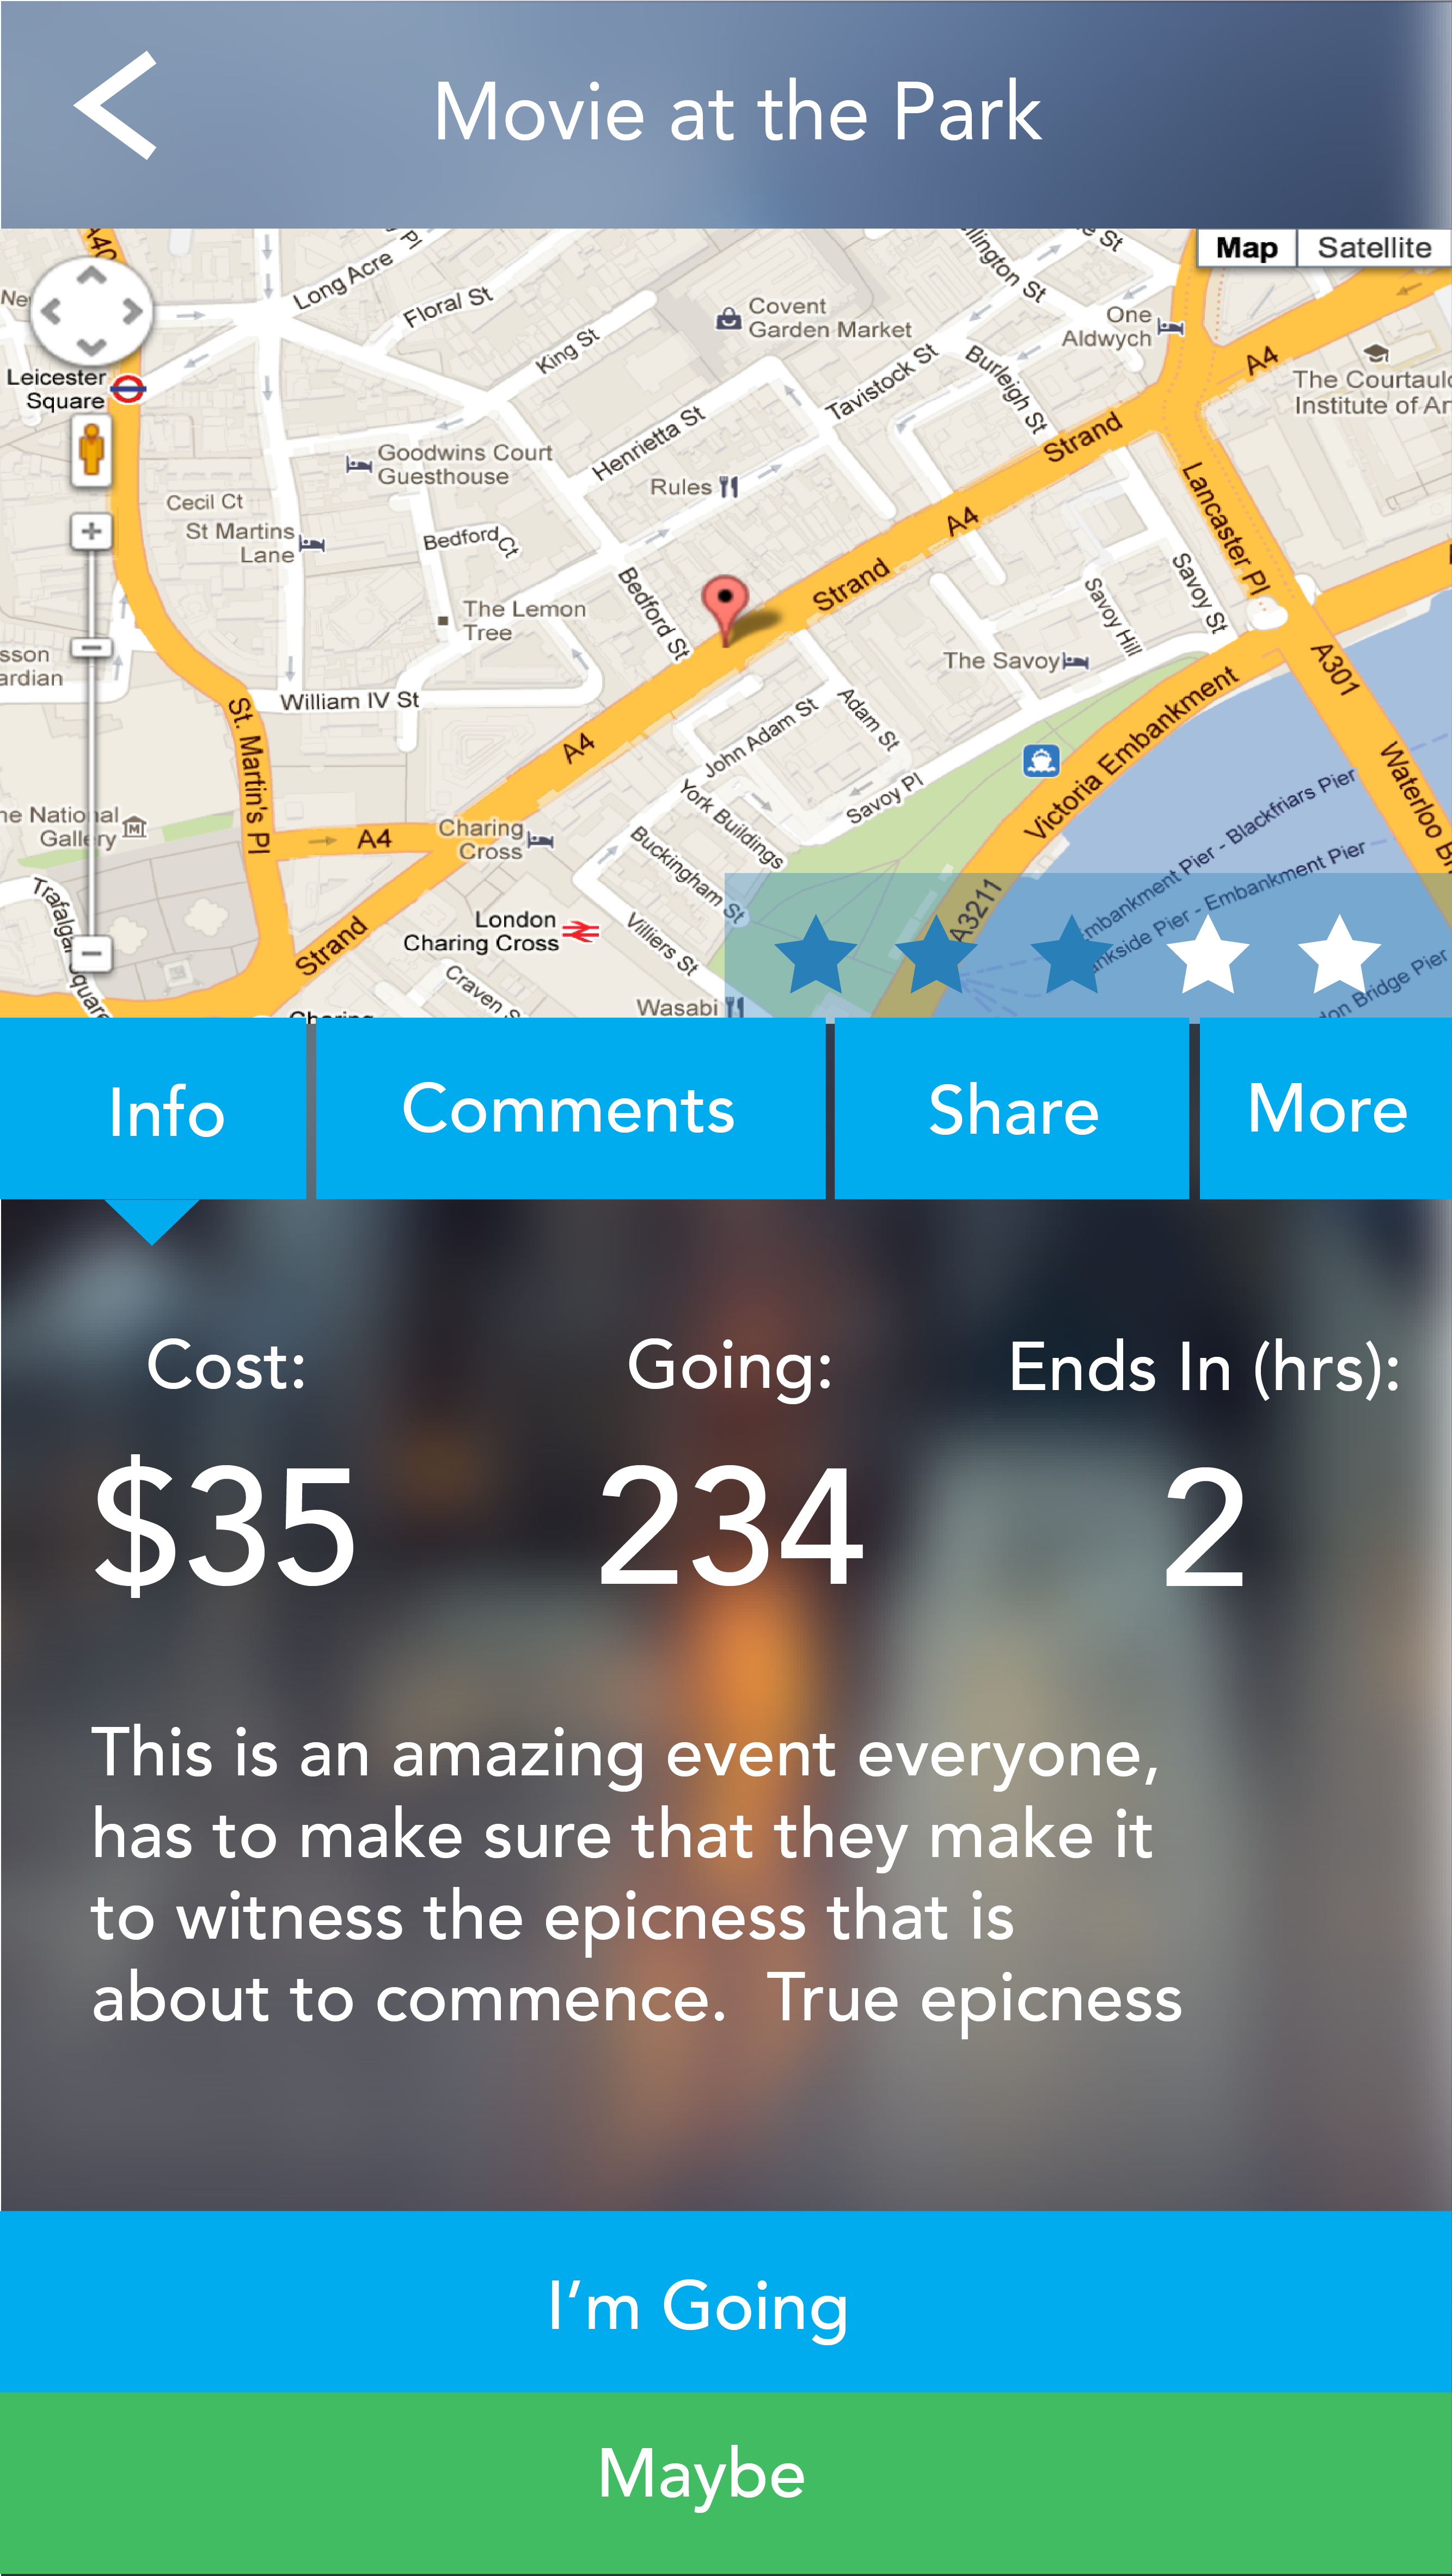 Movie at the Park
A40
Long Acre
Floral St
King St
Covent
Garden Market
One
Aldwych
Map
Satellite
Leicester
Square
Tavistock St
Burleigh St
A4
The Courtauld
Institute of Ar
Strand
Henrietta St
Goodwins Court
Guesthouse
Rules
Cecil Ct
St Martins
Lane
Bedford Ct
A4
Lancaster Pl
Strand
Bedford St
Savoy St
Savoy Hill
The Lemon
Tree
The Savoy
William IV St
A301
St. Martin's Pl
Adam St
John Adam St
A4
Victoria Embankment
Savoy Pl
York Buildings
Waterloo B
he National
Gallery
A4
Charing
Cross
Buckingham St
mbankment Pier - Blackfriars Pier
ankside Pier - Embankment Pier
Trafalgar Square
London
Charing Cross
Villiers St
A3211
Strand
Craven S
Wasabi
don Bridge Pier
Charing
Info
Comments
Share
More
Cost:
Going:
Ends In (hrs):
$35
234
2
This is an amazing event everyone,
has to make sure that they make it
to witness the epicness that is
about to commence.  True epicness
I’m Going
Maybe